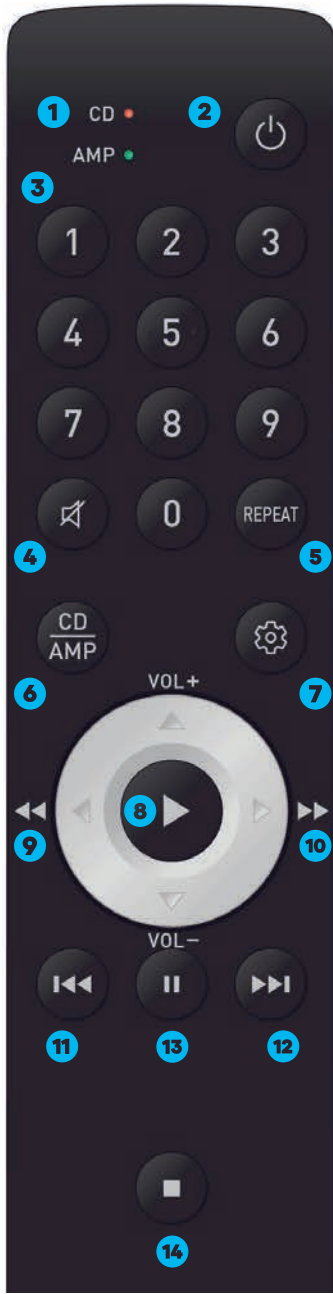 1 CD 2
AMP
3
1 2 3
4 5 6
7 8 9
0 REPEAT
4 5
CD
AMP
6 7
VOL+
8
9 10
VOL−
11 13 12
14